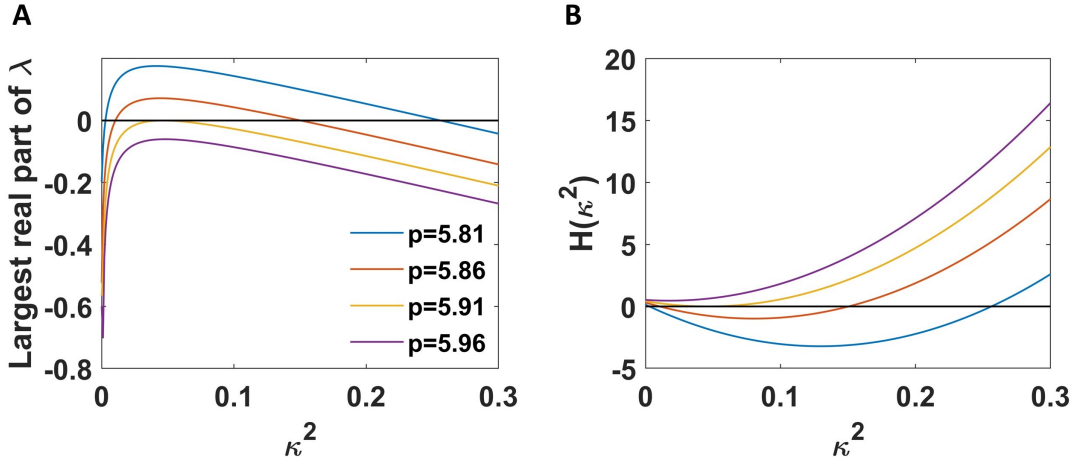 A
Largest real part of λ
0
-0.2
-0.4
-0.6
-0.8
p=5.81
p=5.86
p=5.91
p=5.96
0
0.1
0.2
0.3
κ²
B
H(κ²)
20
15
10
5
0
-5
0
0.1
0.2
0.3
κ²